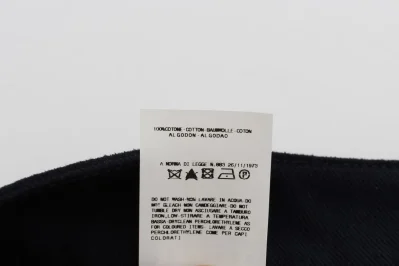 100%COTONE-COTTON-BAUMWOLLE-COTON
ALGODON-ALGODAO
A NORMA DI LEGGE N.883 26/11/1973
DO NOT WASH-NON LAVARE IN ACQUA DO
NOT BLEACH NON CANDEGGIARE-DO NOT
TUMBLE DRY NON ASCIUGARE A TAMBURO
IRON,LOW-STIRARE A TEMPERATURA
BASSA DRYCLEAN PERCHLORETHYLENE AS
FOR COLOURED ITEMS. LAVARE A SECCO
PERCHLORETHYLENE COME PER CAPI
COLORATI.